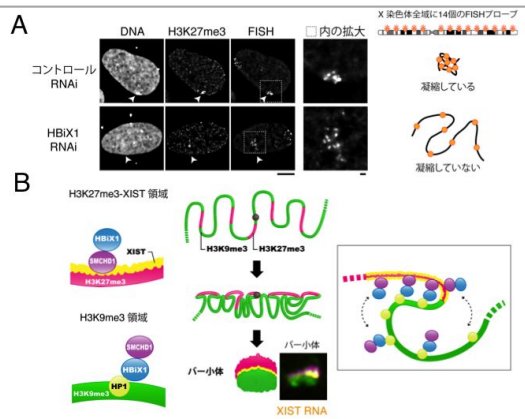 A
DNA
H3K27me3
FISH
内の拡大
X 染色体全域に14個のFISHプローブ
コントロール
RNAi
凝縮している
HBiX1
RNAi
凝縮していない
B
H3K27me3-XIST 領域
HBiX1
XIST
SMCHD1
H3K27me3
H3K9me3
H3K27me3
H3K9me3 領域
SMCHD1
HBiX1
HP1
H3K9me3
バー小体
バー小体
XIST RNA